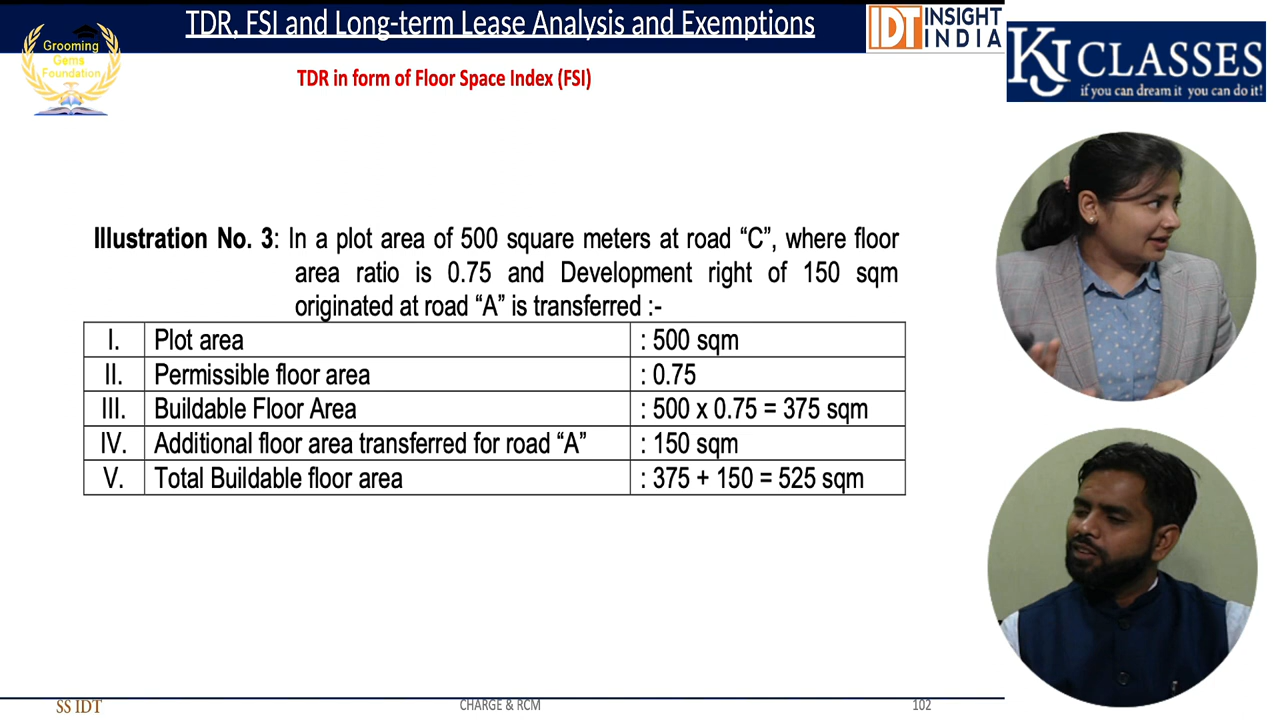 TDR, FSI and Long-term Lease Analysis and Exemptions
IDT INSIGHT INDIA
Grooming
Gems
Foundation
KJ CLASSES
if you can dream it you can do it!
TDR in form of Floor Space Index (FSI)
Illustration No. 3: In a plot area of 500 square meters at road “C”, where floor
area ratio is 0.75 and Development right of 150 sqm
originated at road “A” is transferred :-
I. Plot area : 500 sqm
II. Permissible floor area : 0.75
III. Buildable Floor Area : 500 x 0.75 = 375 sqm
IV. Additional floor area transferred for road “A” : 150 sqm
V. Total Buildable floor area : 375 + 150 = 525 sqm
SS IDT CHARGE & RCM 102